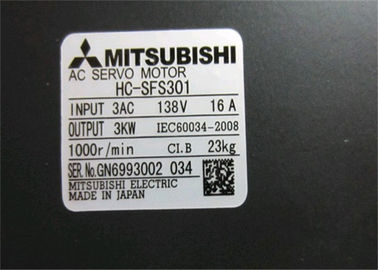 MITSUBISHI
AC SERVO MOTOR
HC-SFS301
INPUT 3AC 138V 16A
OUTPUT 3KW IEC60034-2008
1000r/min CI.B 23kg
SER.No.GN6993002 034
MITSUBISHI ELECTRIC
MADE IN JAPAN